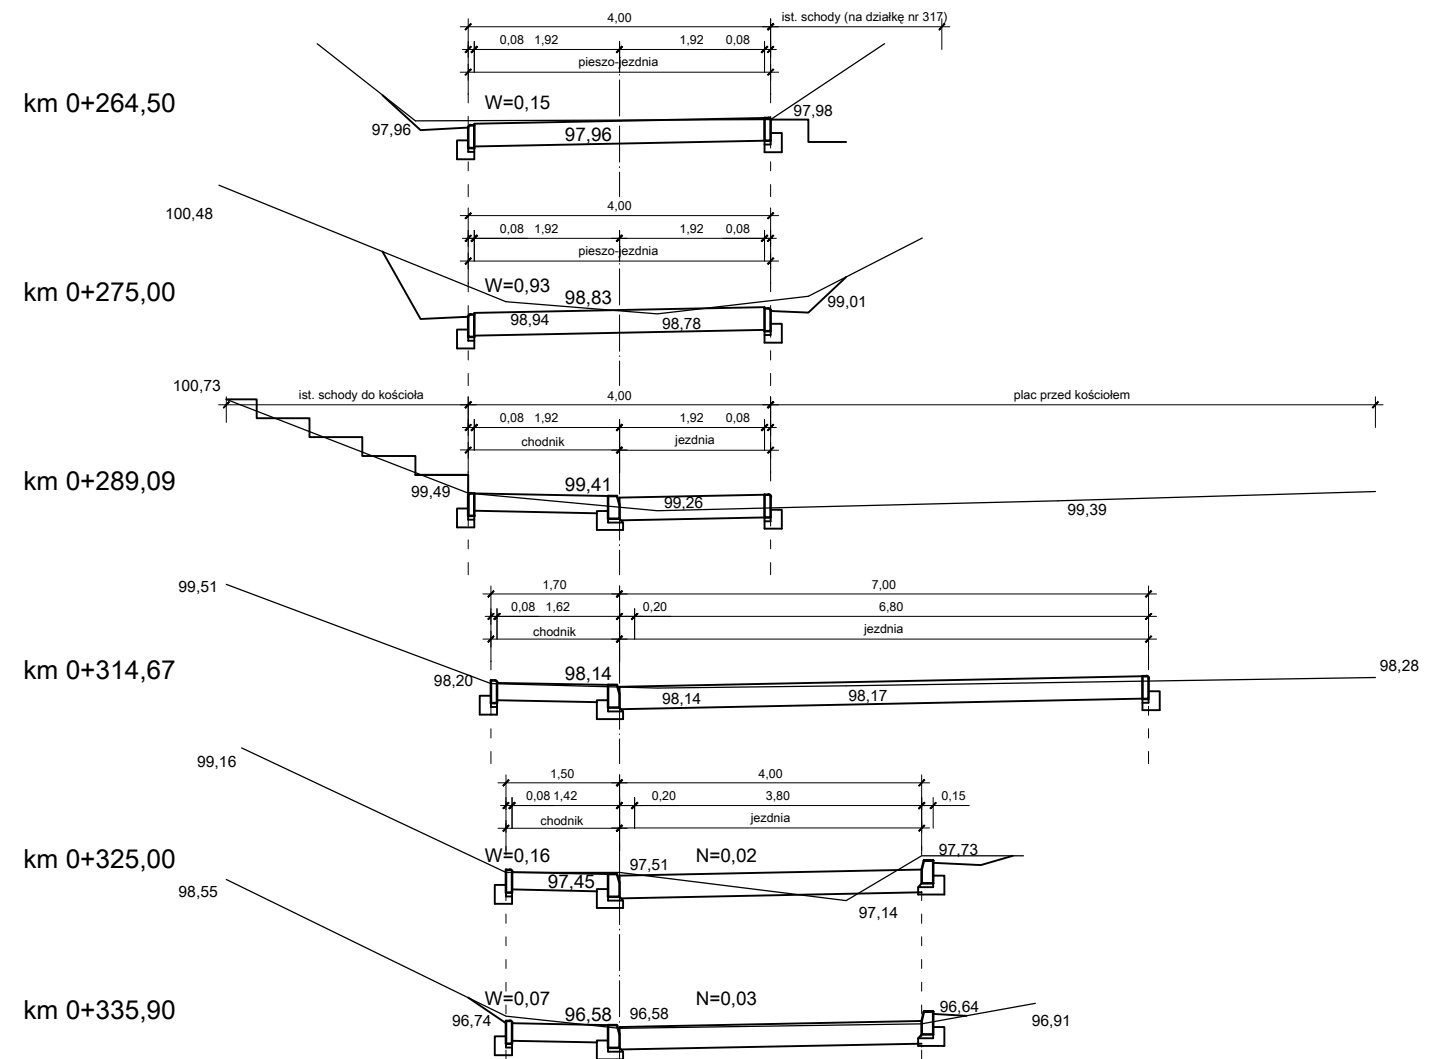 4,00 ist. schody (na działkę nr 317)
0,08 1,92 1,92 0,08
pieszo-jezdnia
km 0+264,50
W=0,15
97,96 97,96 97,98
100,48
4,00
0,08 1,92 1,92 0,08
pieszo-jezdnia
km 0+275,00
W=0,93
98,83
98,94 98,78 99,01
100,73 ist. schody do kościoła 4,00 plac przed kościołem
0,08 1,92 1,92 0,08
chodnik jezdnia
km 0+289,09
99,49 99,41 99,26 99,39
99,51
1,70 7,00
0,08 1,62 0,20 6,80
chodnik jezdnia
km 0+314,67
98,20 98,14 98,14 98,17 98,28
99,16
1,50 4,00
0,08 1,42 0,20 3,80 0,15
chodnik jezdnia
km 0+325,00
W=0,16 97,51 N=0,02 97,73
97,45 97,14
98,55
km 0+335,90
W=0,07 N=0,03
96,74 96,58 96,58 96,64 96,91